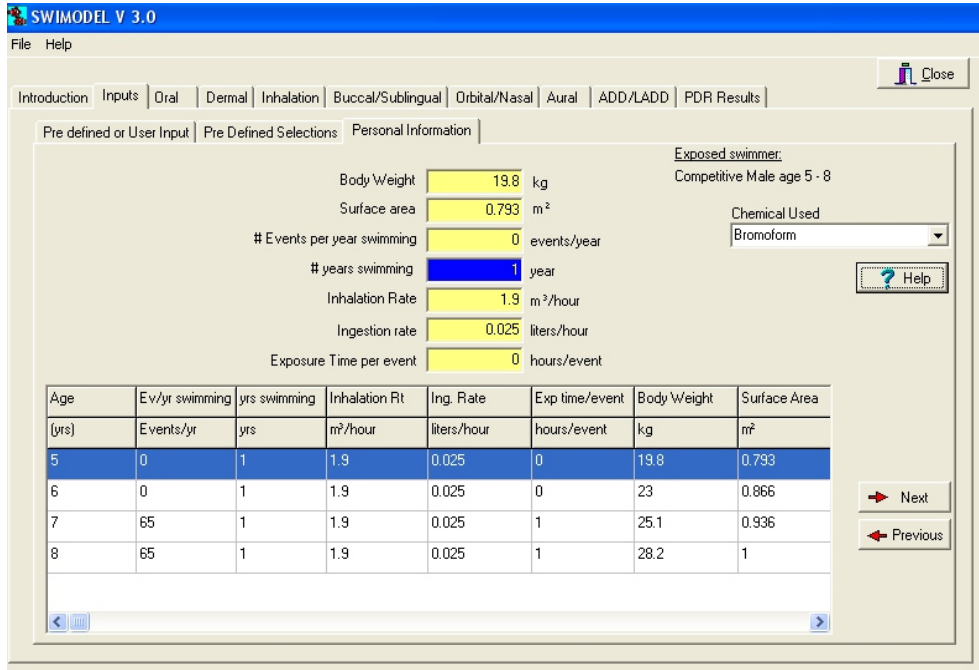 SWIMODEL V 3.0
File Help
Close
Introduction Inputs Oral Dermal Inhalation Buccal/Sublingual Orbital/Nasal Aural ADD/LADD PDR Results
Pre defined or User Input Pre Defined Selections Personal Information
Exposed swimmer:
Competitive Male age 5 - 8
Body Weight 19.8 kg
Surface area 0.793 m²
Chemical Used
Bromoform
# Events per year swimming 0 events/year
# years swimming 1 year
? Help
Inhalation Rate 1.9 m³/hour
Ingestion rate 0.025 liters/hour
Exposure Time per event 0 hours/event
Age Ev/yr swimming yrs swimming Inhalation Rt Ing. Rate Exp time/event Body Weight Surface Area
(yrs) Events/yr yrs m³/hour liters/hour hours/event kg m²
5 0 1 1.9 0.025 0 19.8 0.793
6 0 1 1.9 0.025 0 23 0.866
7 65 1 1.9 0.025 1 25.1 0.936
8 65 1 1.9 0.025 1 28.2 1
Next
Previous